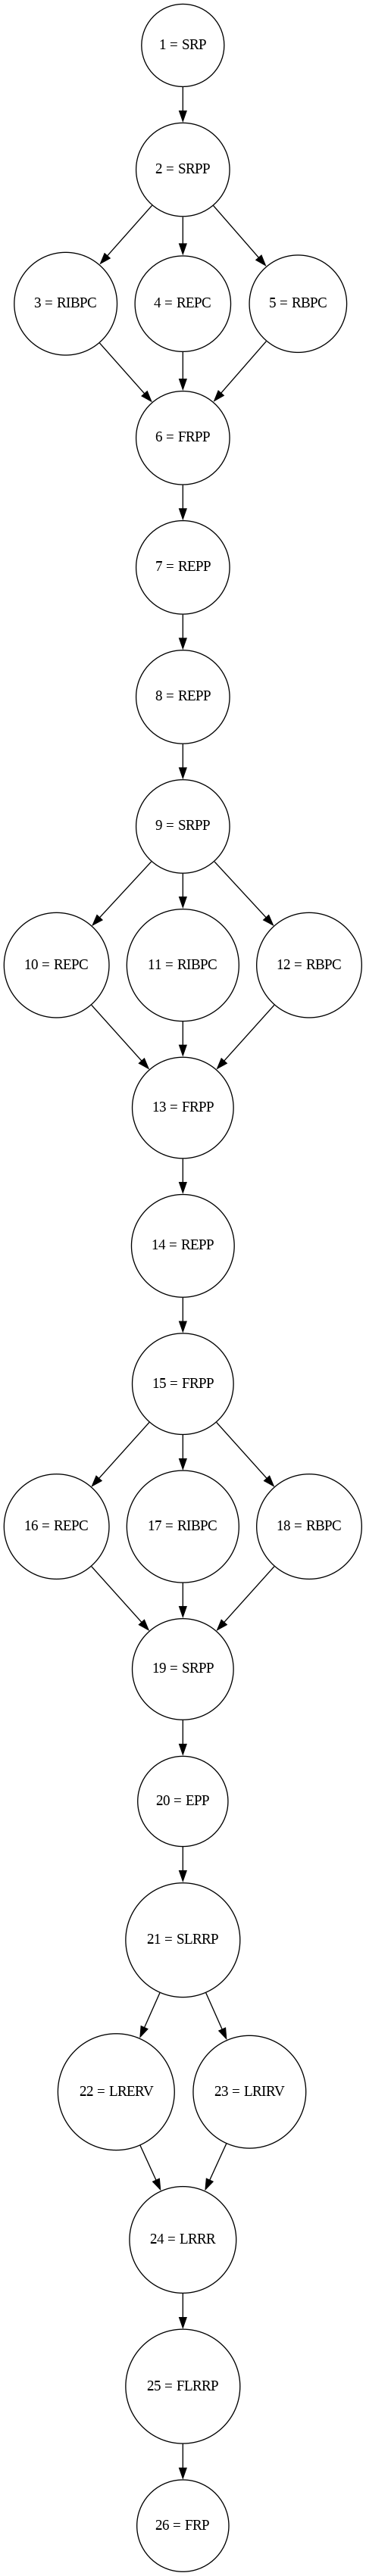 1 = SRP
2 = SRPP
3 = RIBPC
4 = REPC
5 = RBPC
6 = FRPP
7 = REPP
8 = REPP
9 = SRPP
10 = REPC
11 = RIBPC
12 = RBPC
13 = FRPP
14 = REPP
15 = FRPP
16 = REPC
17 = RIBPC
18 = RBPC
19 = SRPP
20 = EPP
21 = SLRRP
22 = LRERV
23 = LRIRV
24 = LRRR
25 = FLRRP
26 = FRP